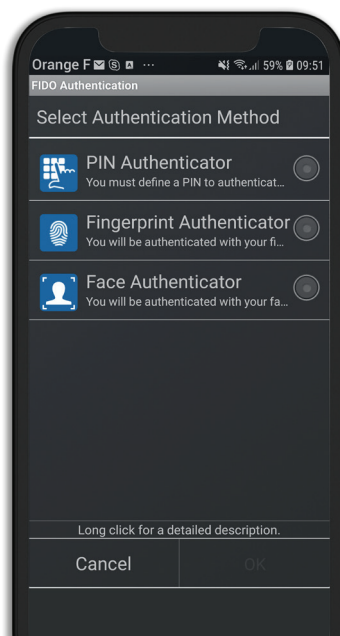 Orange F ... 59% 09:51
FIDO Authentication
Select Authentication Method
PIN Authenticator
You must define a PIN to authenticat...
Fingerprint Authenticator
You will be authenticated with your fi...
Face Authenticator
You will be authenticated with your fa...
Long click for a detailed description.
Cancel OK